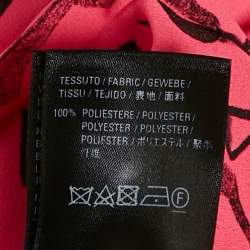 TESSUTO / FABRIC / GEWEBE /
TISSU / TEJIDO / 表地 / 面料
100% POLIESTERE / POLYESTER /
POLYESTER / POLYESTER /
POLIESTER / ポリエステル / 聚酯
纤维
F